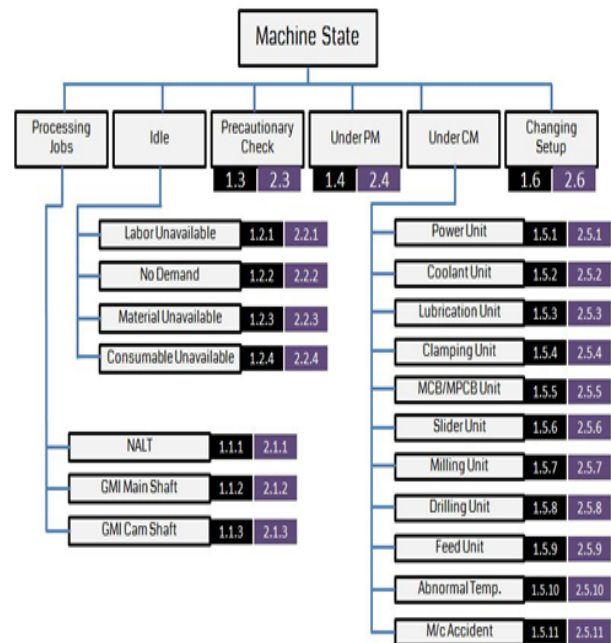 Machine State
Processing Jobs
Idle
Precautionary Check
Under PM
Under CM
Changing Setup
1.3 2.3
1.4 2.4
1.6 2.6
Labor Unavailable 1.2.1 2.2.1
No Demand 1.2.2 2.2.2
Material Unavailable 1.2.3 2.2.3
Consumable Unavailable 1.2.4 2.2.4
NALT 1.1.1 2.1.1
GMI Main Shaft 1.1.2 2.1.2
GMI Cam Shaft 1.1.3 2.1.3
Power Unit 1.5.1 2.5.1
Coolant Unit 1.5.2 2.5.2
Lubrication Unit 1.5.3 2.5.3
Clamping Unit 1.5.4 2.5.4
MCB/MPCB Unit 1.5.5 2.5.5
Slider Unit 1.5.6 2.5.6
Milling Unit 1.5.7 2.5.7
Drilling Unit 1.5.8 2.5.8
Feed Unit 1.5.9 2.5.9
Abnormal Temp. 1.5.10 2.5.10
M/c Accident 1.5.11 2.5.11